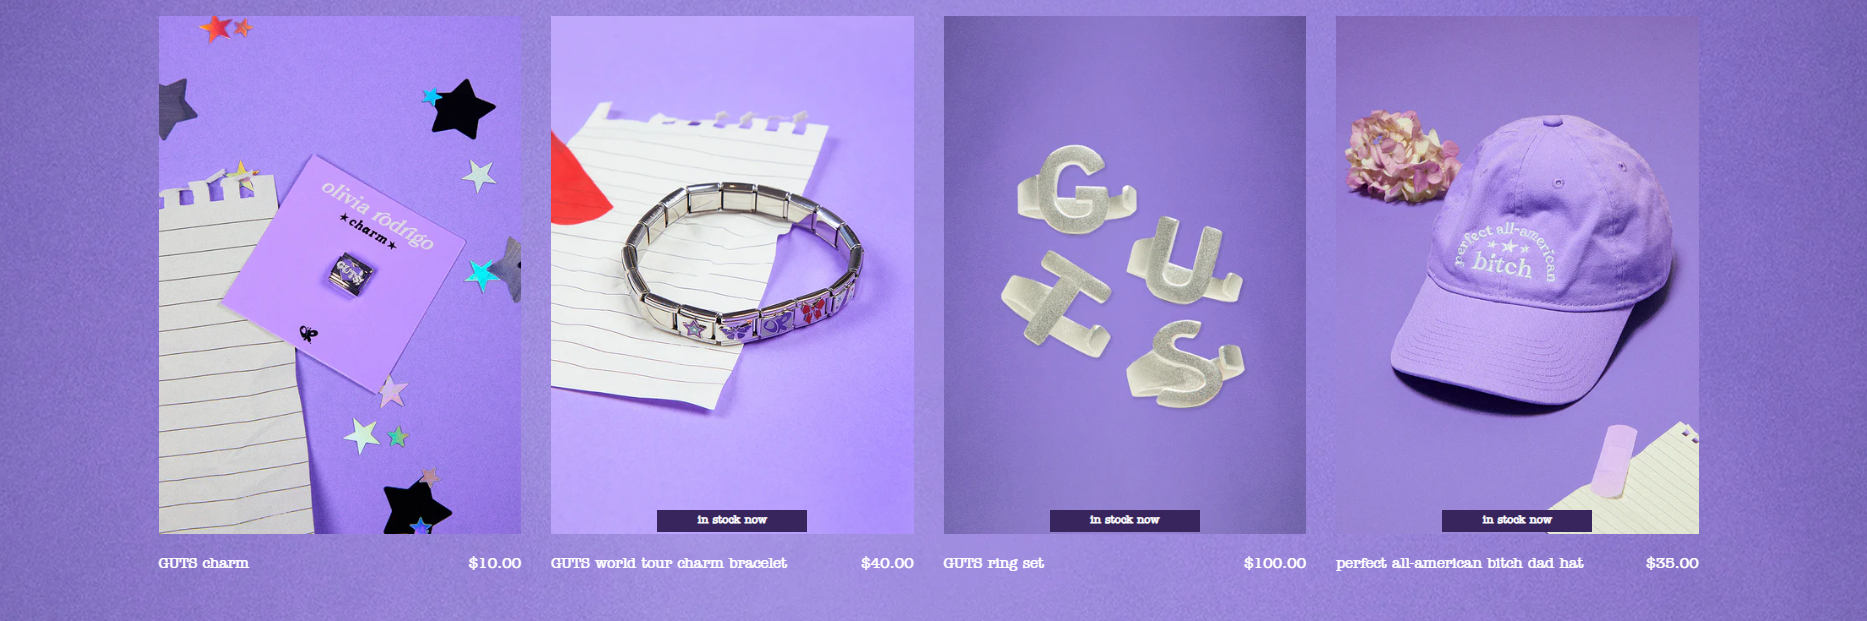 olivia rodrigo
★charm★
GUTS
GUTS charm
$10.00
in stock now
GUTS world tour charm bracelet
$40.00
G
U
T
S
in stock now
GUTS ring set
$100.00
perfect all-american
bitch
in stock now
perfect all-american bitch dad hat
$35.00